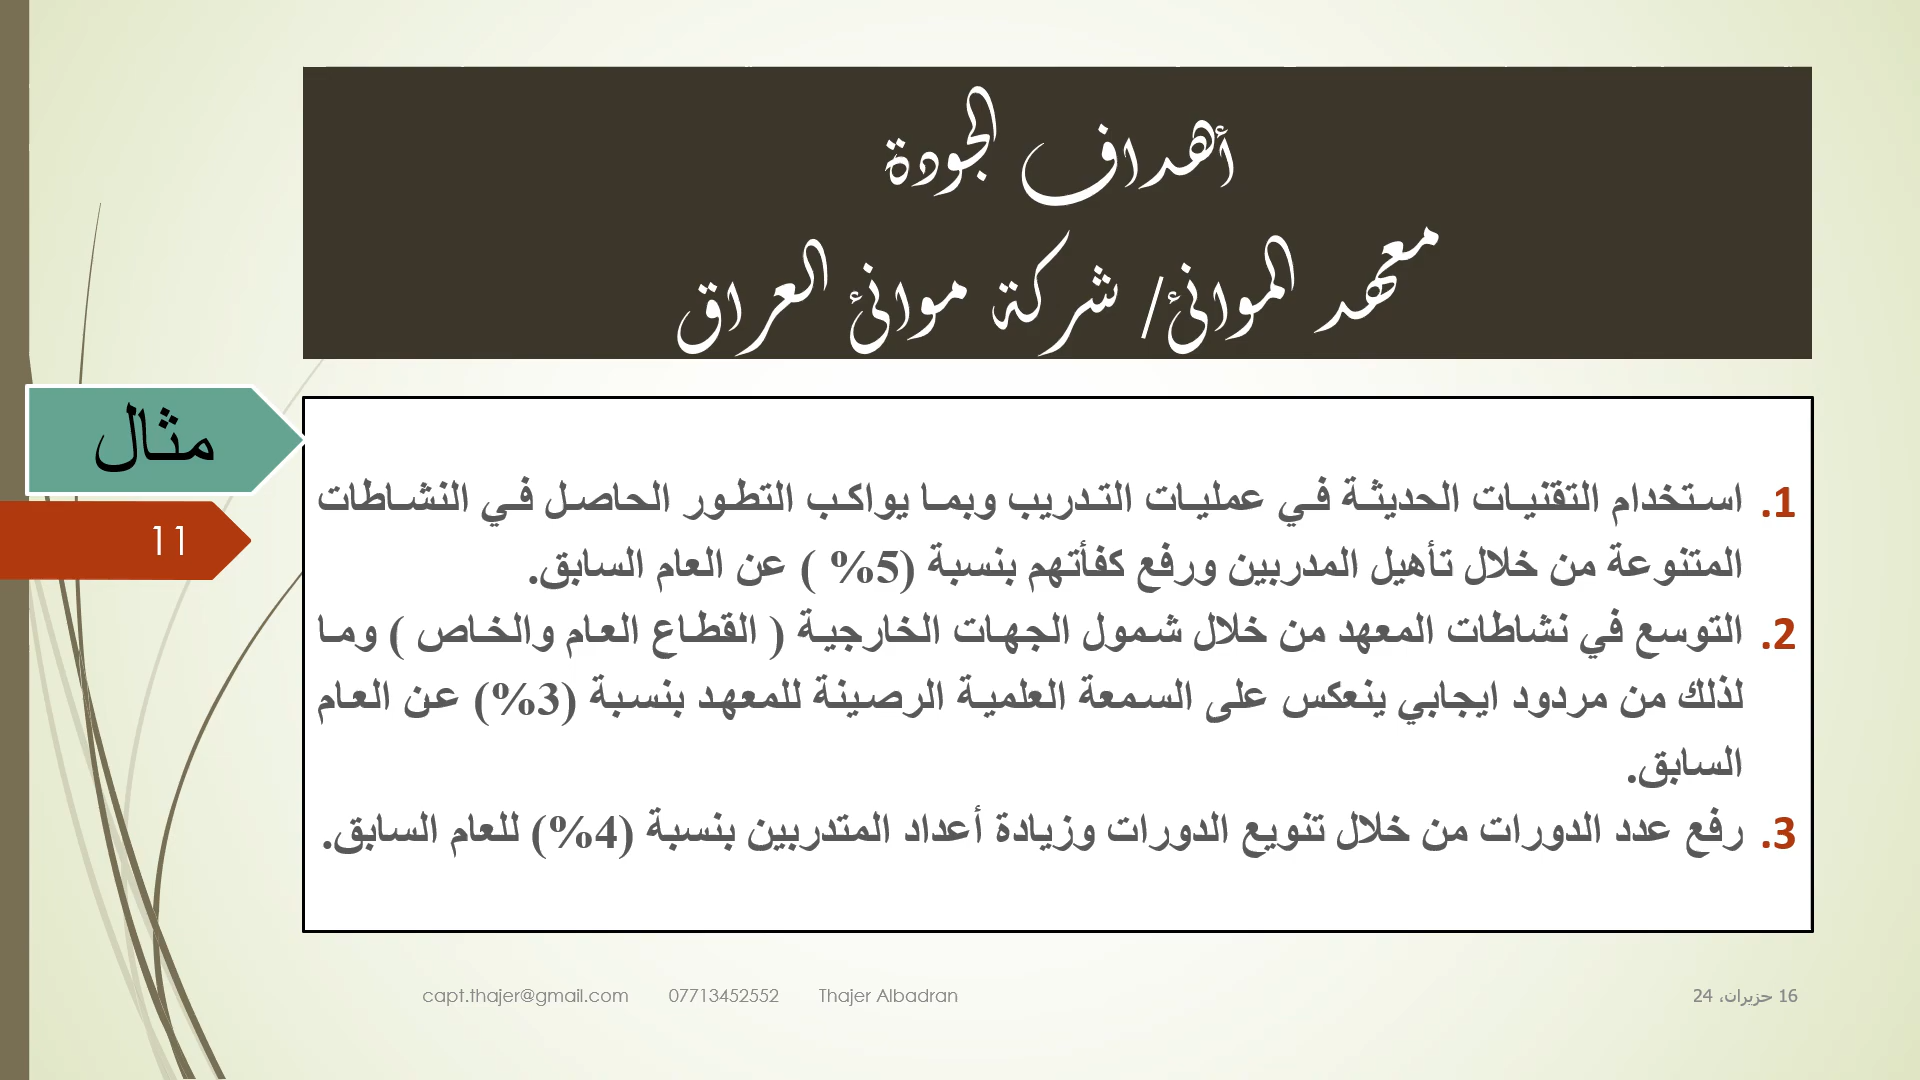 أهداف الجودة
معهد الموانئ/ شركة موانئ العراق
مثال
11
1. استخدام التقنيات الحديثة في عمليات التدريب وبما يواكب التطور الحاصل في النشاطات
المتنوعة من خلال تأهيل المدربين ورفع كفأتهم بنسبة (5% ) عن العام السابق.
2. التوسع في نشاطات المعهد من خلال شمول الجهات الخارجية ( القطاع العام والخاص ) وما
لذلك من مردود ايجابي ينعكس على السمعة العلمية الرصينة للمعهد بنسبة (3%) عن العام
السابق.
3. رفع عدد الدورات من خلال تنويع الدورات وزيادة أعداد المتدربين بنسبة (4%) للعام السابق.
16 حزيران، 24
capt.thajer@gmail.com 07713452552 Thajer Albadran